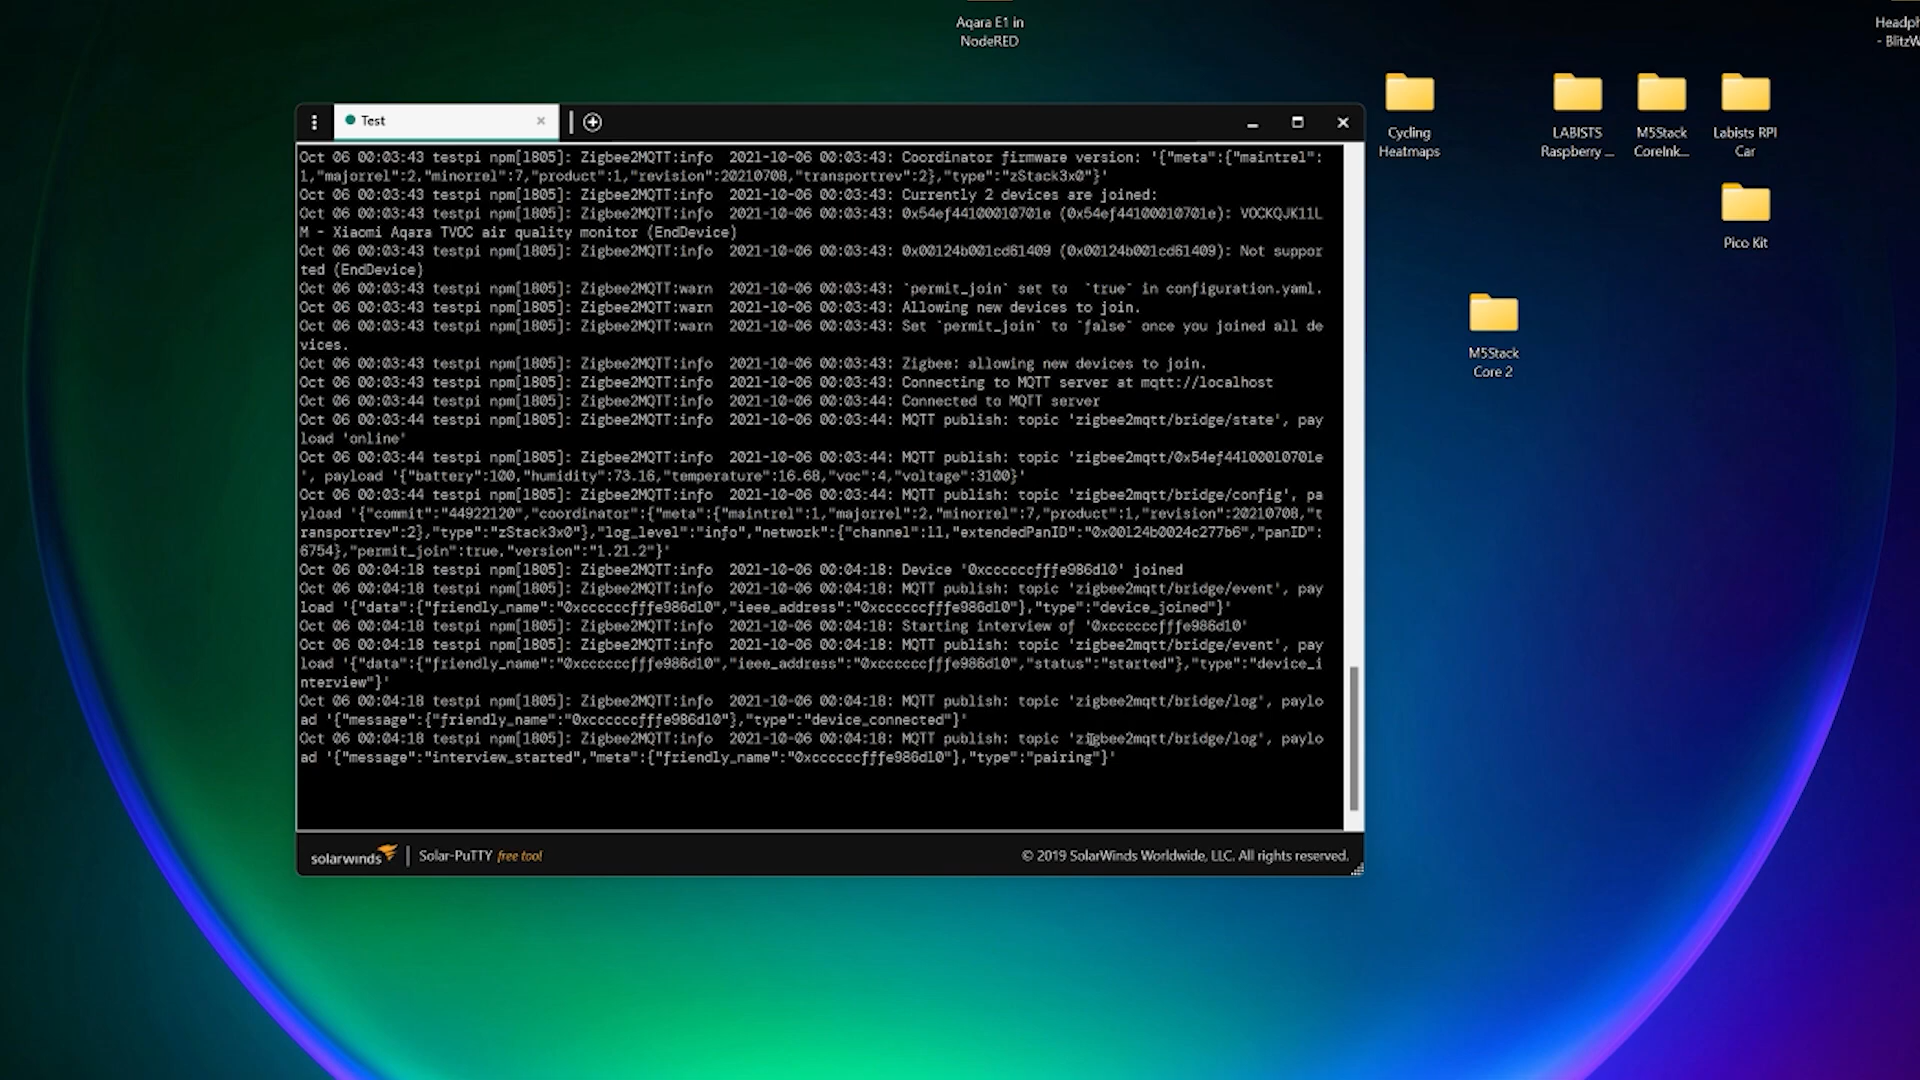 Aqara E1 in
NodeRED
Headph
- BlitzW
Test
Oct 06 00:03:43 testpi npm[1805]: Zigbee2MQTT:info  2021-10-06 00:03:43: Coordinator firmware version: '{"meta":{"maintrel":
1,"majorrel":2,"minorrel":7,"product":1,"revision":20210708,"transportrev":2},"type":"zStack3x0"}'
Oct 06 00:03:43 testpi npm[1805]: Zigbee2MQTT:info  2021-10-06 00:03:43: Currently 2 devices are joined:
Oct 06 00:03:43 testpi npm[1805]: Zigbee2MQTT:info  2021-10-06 00:03:43: 0x54ef44100010701e (0x54ef44100010701e): VOCKQJK11L
M - Xiaomi Aqara TVOC air quality monitor (EndDevice)
Oct 06 00:03:43 testpi npm[1805]: Zigbee2MQTT:info  2021-10-06 00:03:43: 0x00124b001cd61409 (0x00124b001cd61409): Not suppor
ted (EndDevice)
Oct 06 00:03:43 testpi npm[1805]: Zigbee2MQTT:warn  2021-10-06 00:03:43: `permit_join` set to  `true` in configuration.yaml.
Oct 06 00:03:43 testpi npm[1805]: Zigbee2MQTT:warn  2021-10-06 00:03:43: Allowing new devices to join.
Oct 06 00:03:43 testpi npm[1805]: Zigbee2MQTT:warn  2021-10-06 00:03:43: Set `permit_join` to `false` once you joined all de
vices.
Oct 06 00:03:43 testpi npm[1805]: Zigbee2MQTT:info  2021-10-06 00:03:43: Zigbee: allowing new devices to join.
Oct 06 00:03:43 testpi npm[1805]: Zigbee2MQTT:info  2021-10-06 00:03:43: Connecting to MQTT server at mqtt://localhost
Oct 06 00:03:44 testpi npm[1805]: Zigbee2MQTT:info  2021-10-06 00:03:44: Connected to MQTT server
Oct 06 00:03:44 testpi npm[1805]: Zigbee2MQTT:info  2021-10-06 00:03:44: MQTT publish: topic 'zigbee2mqtt/bridge/state', pay
load 'online'
Oct 06 00:03:44 testpi npm[1805]: Zigbee2MQTT:info  2021-10-06 00:03:44: MQTT publish: topic 'zigbee2mqtt/0x54ef44100010701e
', payload '{"battery":100,"humidity":73.16,"temperature":16.68,"voc":4,"voltage":3100}'
Oct 06 00:03:44 testpi npm[1805]: Zigbee2MQTT:info  2021-10-06 00:03:44: MQTT publish: topic 'zigbee2mqtt/bridge/config', pa
yload '{"commit":"44922120","coordinator":{"meta":{"maintrel":1,"majorrel":2,"minorrel":7,"product":1,"revision":20210708,"t
ransportrev":2},"type":"zStack3x0"},"log_level":"info","network":{"channel":11,"extendedPanID":"0x00124b0024c277b6","panID":
6754},"permit_join":true,"version":"1.21.2"}'
Oct 06 00:04:18 testpi npm[1805]: Zigbee2MQTT:info  2021-10-06 00:04:18: Device '0xccccccfffe986d10' joined
Oct 06 00:04:18 testpi npm[1805]: Zigbee2MQTT:info  2021-10-06 00:04:18: MQTT publish: topic 'zigbee2mqtt/bridge/event', pay
load '{"data":{"friendly_name":"0xccccccfffe986d10","ieee_address":"0xccccccfffe986d10"},"type":"device_joined"}'
Oct 06 00:04:18 testpi npm[1805]: Zigbee2MQTT:info  2021-10-06 00:04:18: Starting interview of '0xccccccfffe986d10'
Oct 06 00:04:18 testpi npm[1805]: Zigbee2MQTT:info  2021-10-06 00:04:18: MQTT publish: topic 'zigbee2mqtt/bridge/event', pay
load '{"data":{"friendly_name":"0xccccccfffe986d10","ieee_address":"0xccccccfffe986d10","status":"started"},"type":"device_i
nterview"}'
Oct 06 00:04:18 testpi npm[1805]: Zigbee2MQTT:info  2021-10-06 00:04:18: MQTT publish: topic 'zigbee2mqtt/bridge/log', paylo
ad '{"message":{"friendly_name":"0xccccccfffe986d10"},"type":"device_connected"}'
Oct 06 00:04:18 testpi npm[1805]: Zigbee2MQTT:info  2021-10-06 00:04:18: MQTT publish: topic 'zigbee2mqtt/bridge/log', paylo
ad '{"message":"interview_started","meta":{"friendly_name":"0xccccccfffe986d10"},"type":"pairing"}'
solarwinds | Solar-PuTTY free tool
© 2019 SolarWinds Worldwide, LLC. All rights reserved.
Cycling
Heatmaps
LABISTS
Raspberry ...
M5Stack
CoreInk...
Labists RPI
Car
Pico Kit
M5Stack
Core 2